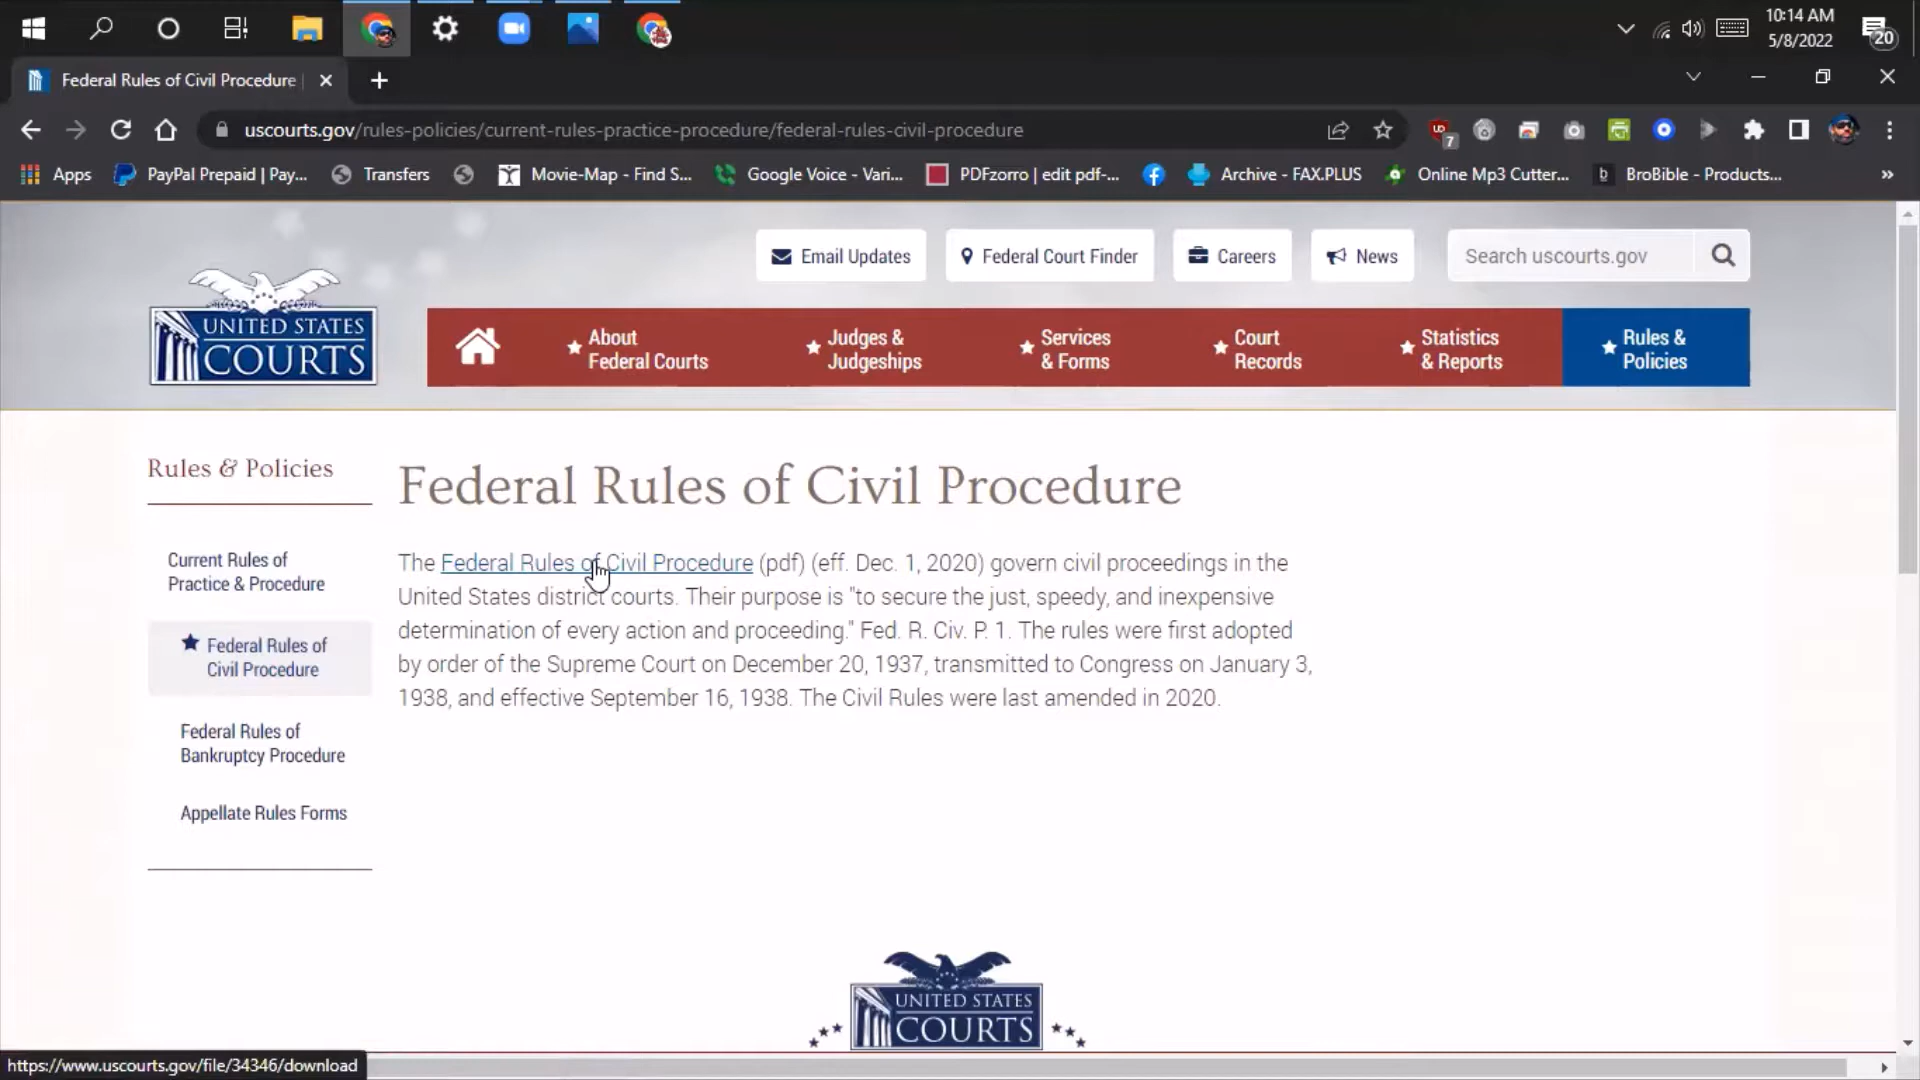 10:14 AM
5/8/2022
20
Federal Rules of Civil Procedure
uscourts.gov/rules-policies/current-rules-practice-procedure/federal-rules-civil-procedure
7
Apps
PayPal Prepaid | Pay...
Transfers
Movie-Map - Find S...
Google Voice - Vari...
PDFzorro | edit pdf-...
Archive - FAX.PLUS
Online Mp3 Cutter...
BroBible - Products...
»
Email Updates
Federal Court Finder
Careers
News
Search uscourts.gov
UNITED STATES
COURTS
About
Federal Courts
Judges &
Judgeships
Services
& Forms
Court
Records
Statistics
& Reports
Rules &
Policies
Rules & Policies
Current Rules of
Practice & Procedure
Federal Rules of
Civil Procedure
Federal Rules of
Bankruptcy Procedure
Appellate Rules Forms
Federal Rules of Civil Procedure
The Federal Rules of Civil Procedure (pdf) (eff. Dec. 1, 2020) govern civil proceedings in the
United States district courts. Their purpose is "to secure the just, speedy, and inexpensive
determination of every action and proceeding." Fed. R. Civ. P. 1. The rules were first adopted
by order of the Supreme Court on December 20, 1937, transmitted to Congress on January 3,
1938, and effective September 16, 1938. The Civil Rules were last amended in 2020.
UNITED STATES
COURTS
https://www.uscourts.gov/file/34346/download